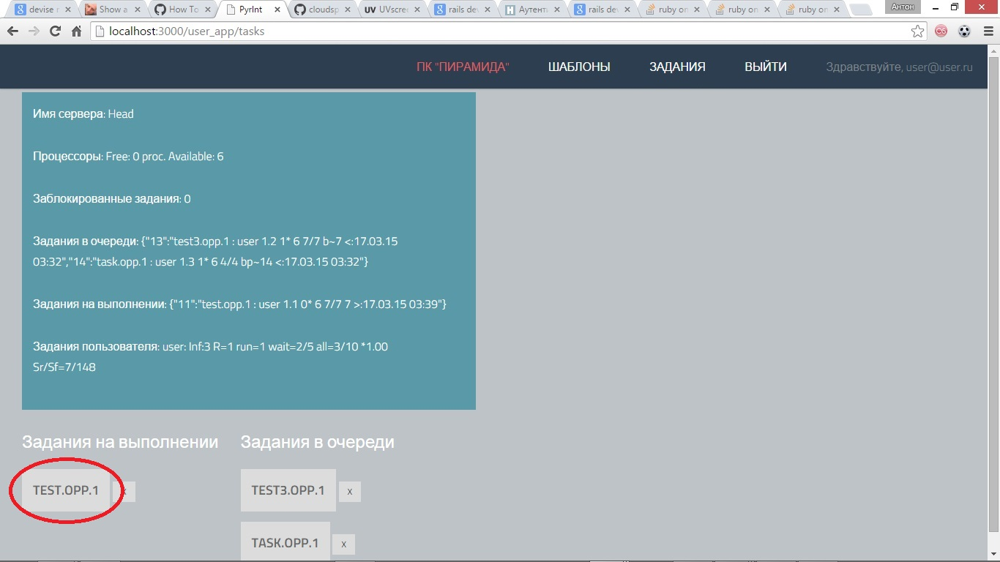 devise r
Show a
How To
PyrInt
cloudsp
UVscree
rails dev
Аутент
rails dev
ruby on
ruby on
ruby on
Антон
localhost:3000/user_app/tasks
ПК "ПИРАМИДА" ШАБЛОНЫ ЗАДАНИЯ ВЫЙТИ Здравствуйте, user@user.ru
Имя сервера: Head
Процессоры: Free: 0 proc. Available: 6
Заблокированные задания: 0
Задания в очереди: {"13":"test3.opp.1 : user 1.2 1* 6 7/7 b~7 <:17.03.15
03:32","14":"task.opp.1 : user 1.3 1* 6 4/4 bp~14 <:17.03.15 03:32"}
Задания на выполнении: {"11":"test.opp.1 : user 1.1 0* 6 7/7 7 >:17.03.15 03:39"}
Задания пользователя: user: Inf:3 R=1 run=1 wait=2/5 all=3/10 *1.00
Sr/Sf=7/148
Задания на выполнении
TEST.OPP.1 x
Задания в очереди
TEST3.OPP.1 x
TASK.OPP.1 x